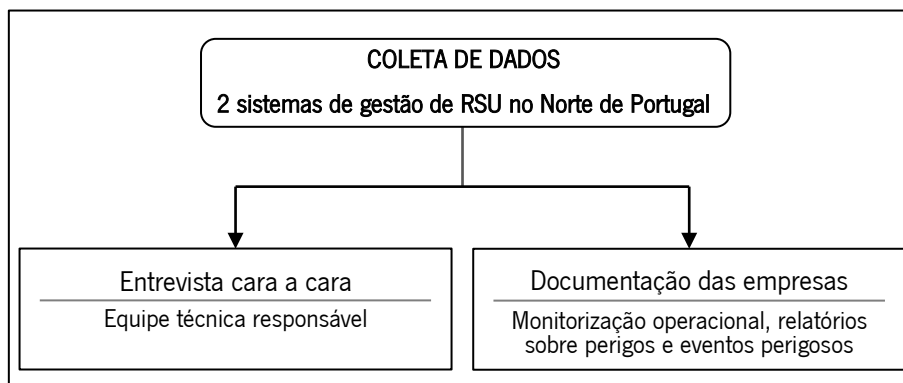 COLETA DE DADOS
2 sistemas de gestão de RSU no Norte de Portugal
Entrevista cara a cara
Equipe técnica responsável
Documentação das empresas
Monitorização operacional, relatórios
sobre perigos e eventos perigosos